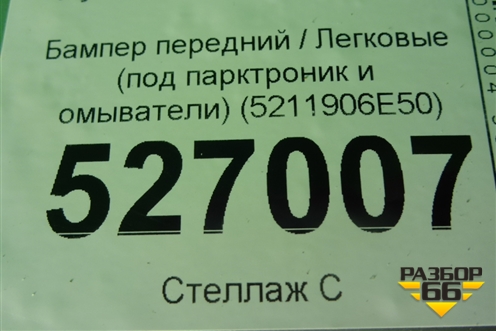 Бампер передний / Легковые
(под парктроник и
омыватели) (5211906E50)
527007
Стеллаж С
РАЗБОР
66